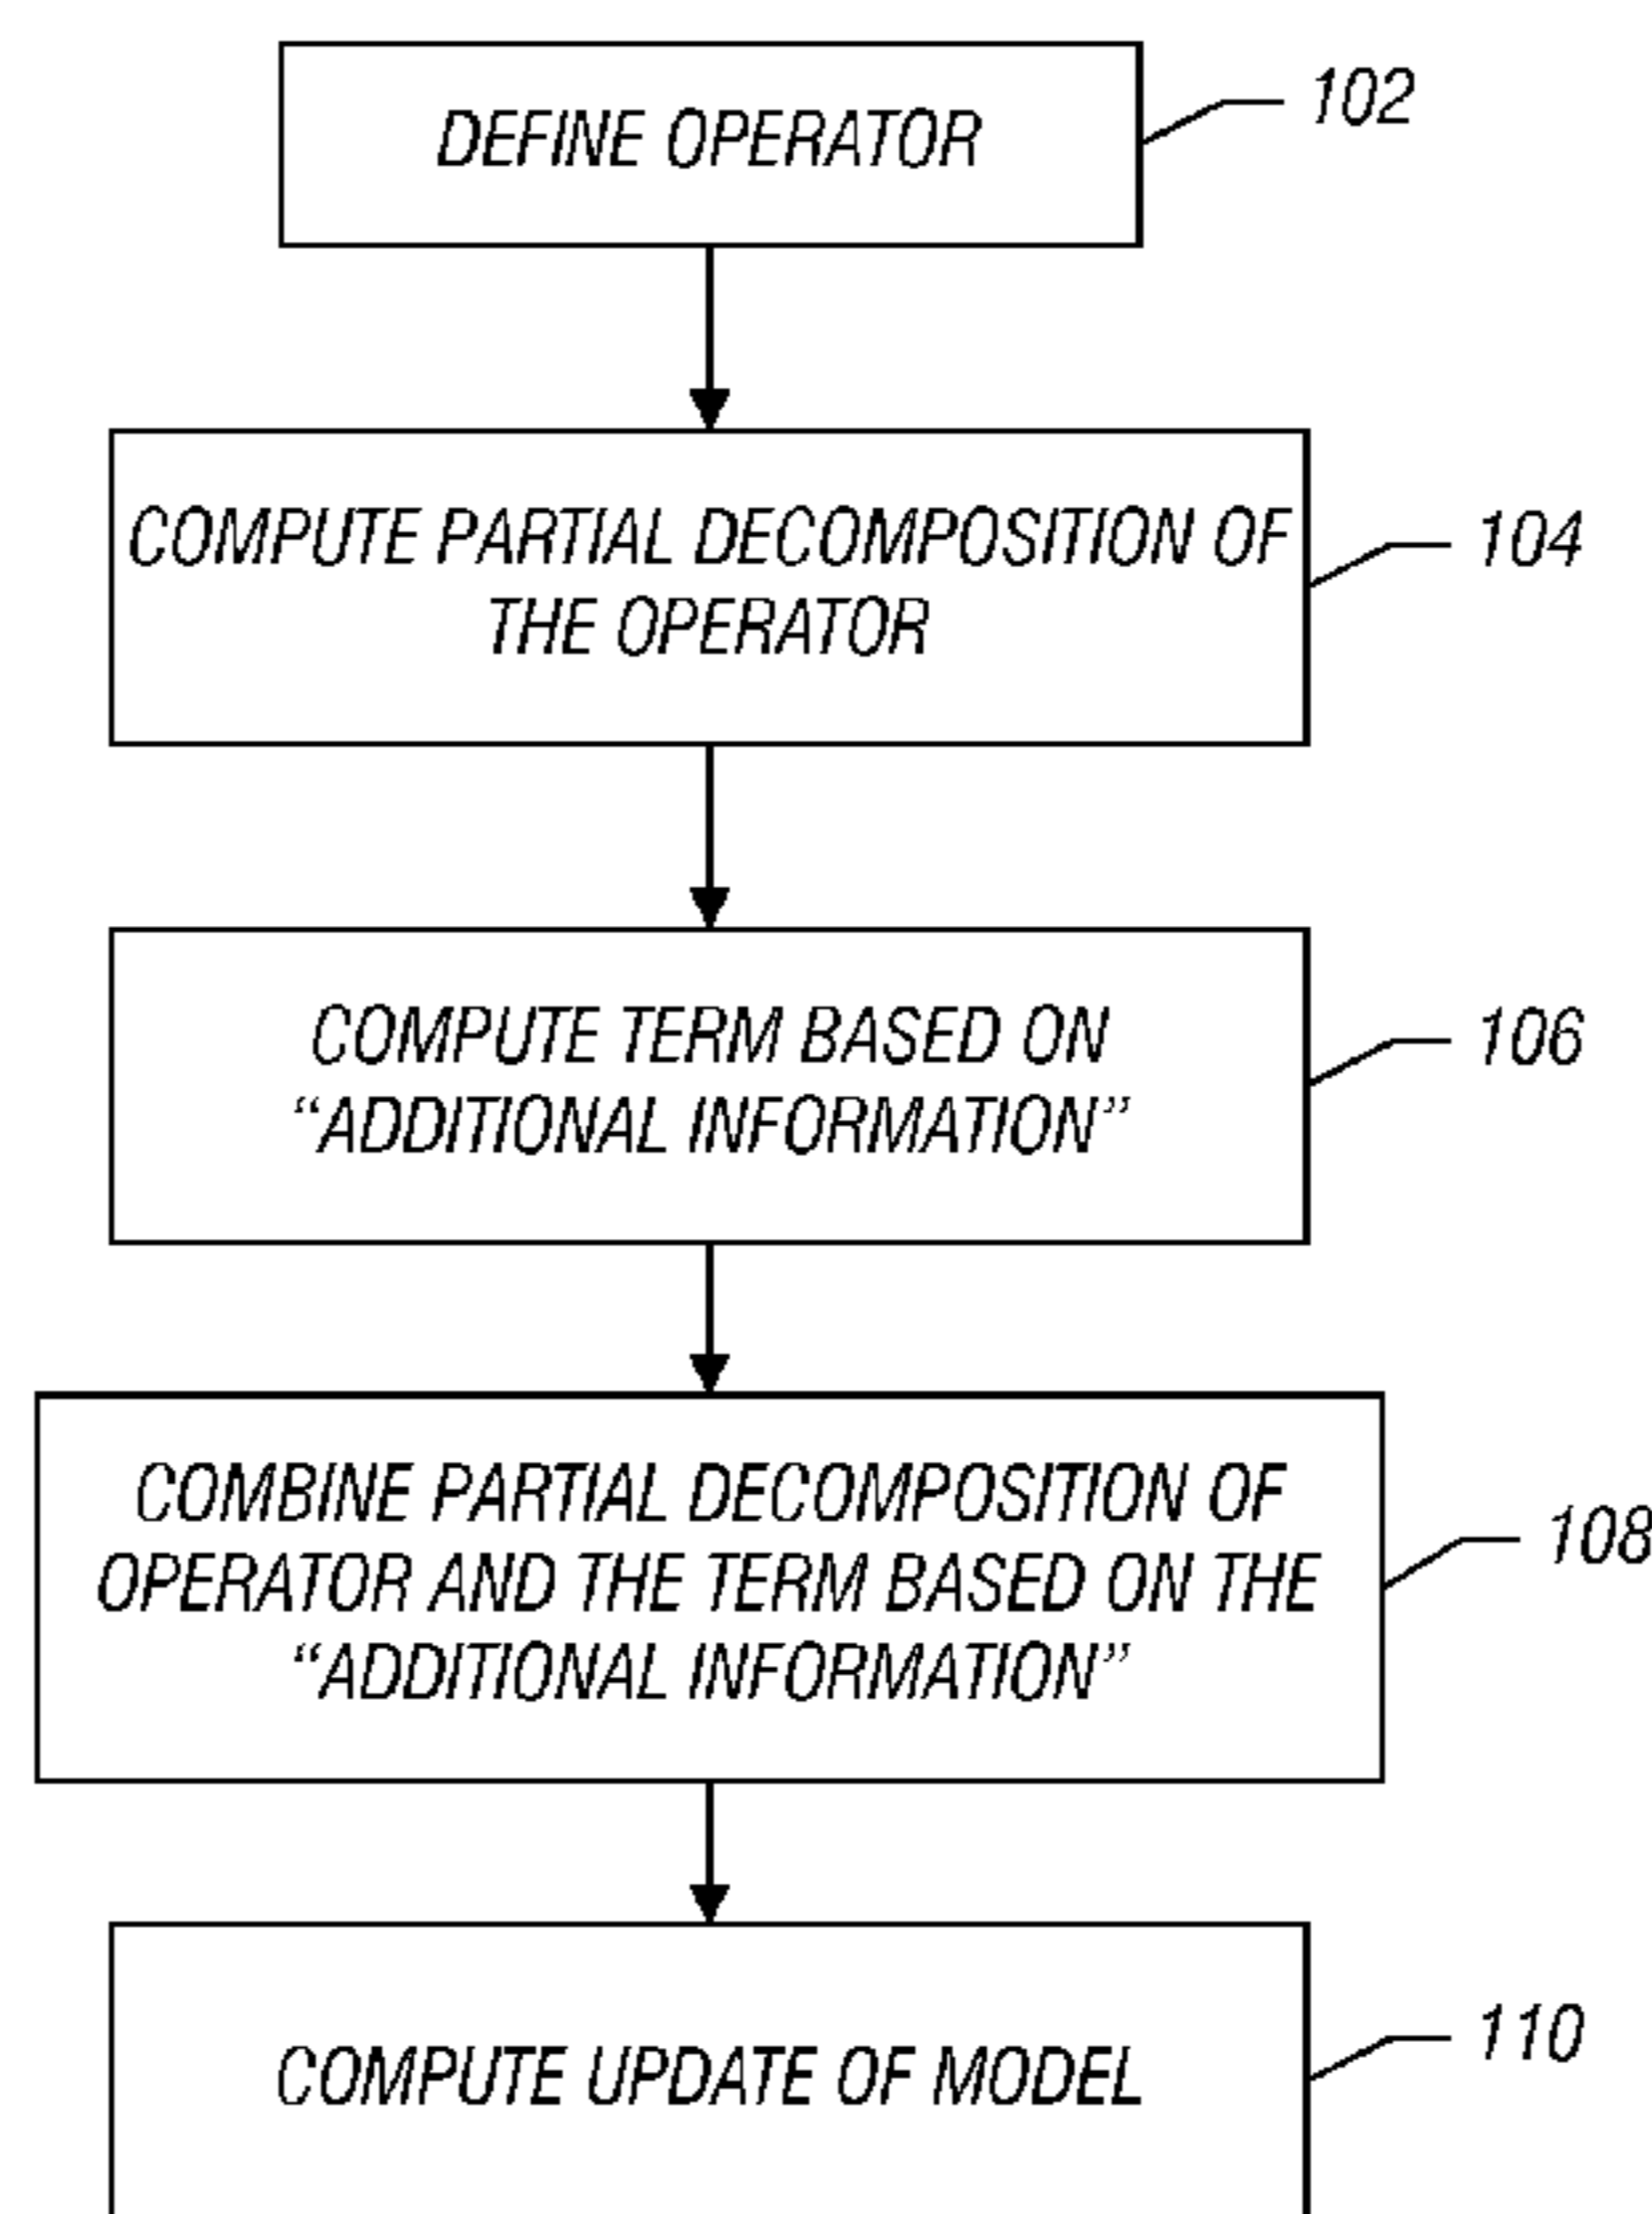 DEFINE OPERATOR
102
COMPUTE PARTIAL DECOMPOSITION OF
THE OPERATOR
104
COMPUTE TERM BASED ON
“ADDITIONAL INFORMATION”
106
COMBINE PARTIAL DECOMPOSITION OF
OPERATOR AND THE TERM BASED ON THE
“ADDITIONAL INFORMATION”
108
COMPUTE UPDATE OF MODEL
110